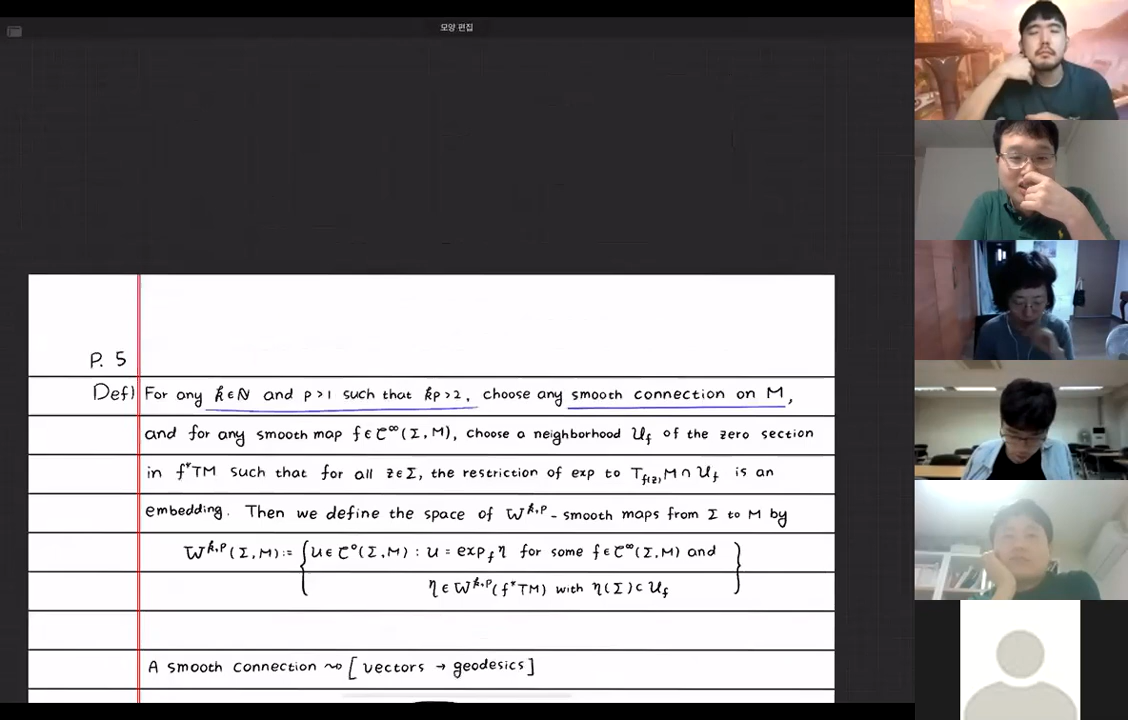 모양 편집
P. 5
Def) For any k∈ℕ and p>1 such that kp>2, choose any smooth connection on M,
and for any smooth map f∈C^∞(Σ,M), choose a neighborhood U_f of the zero section
in f*TM such that for all z∈Σ, the restriction of exp to T_{f(z)}M∩U_f is an
embedding. Then we define the space of W^{k,p}-smooth maps from Σ to M by
W^{k,p}(Σ,M):= { u∈C^0(Σ,M) : u=exp_f η for some f∈C^∞(Σ,M) and
η∈W^{k,p}(f*TM) with η(Σ)⊂U_f }
A smooth connection ⇝ [vectors → geodesics]